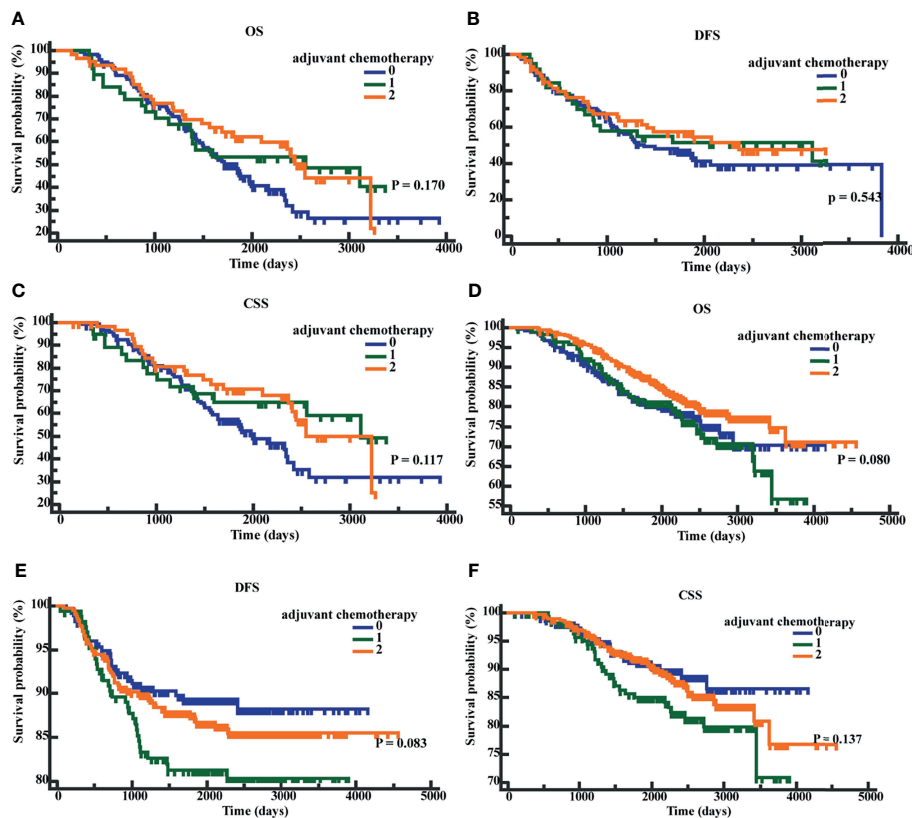 A
OS
adjuvant chemotherapy
0
1
2
Survival probability (%)
100
90
80
70
60
50
40
30
20
P = 0.170
0
1000
2000
3000
4000
Time (days)
B
DFS
adjuvant chemotherapy
0
1
2
Survival probability (%)
100
80
60
40
20
0
p = 0.543
0
1000
2000
3000
4000
Time (days)
C
CSS
adjuvant chemotherapy
0
1
2
Survival probability (%)
100
90
80
70
60
50
40
30
20
P = 0.117
0
1000
2000
3000
4000
Time (days)
D
OS
adjuvant chemotherapy
0
1
2
Survival probability (%)
100
95
90
85
80
75
70
65
60
55
P = 0.080
0
1000
2000
3000
4000
5000
Time (days)
E
DFS
adjuvant chemotherapy
0
1
2
Survival probability (%)
100
95
90
85
80
P = 0.083
0
1000
2000
3000
4000
5000
Time (days)
F
CSS
adjuvant chemotherapy
0
1
2
Survival probability (%)
100
95
90
85
80
75
70
P = 0.137
0
1000
2000
3000
4000
5000
Time (days)